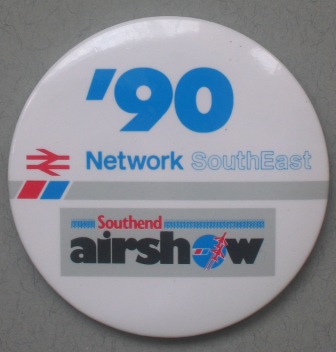 '90
Network SouthEast
Southend
airshow